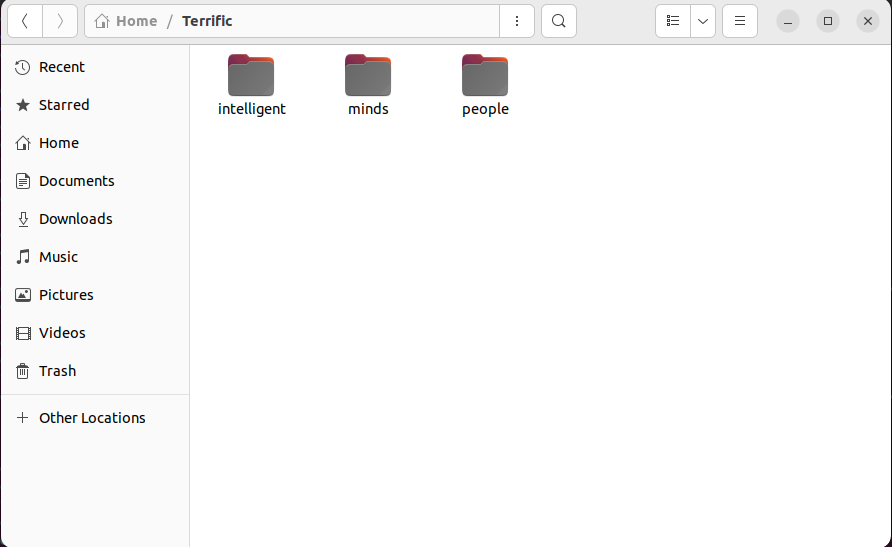 Home / Terrific
Recent
Starred
Home
Documents
Downloads
Music
Pictures
Videos
Trash
Other Locations
intelligent
minds
people